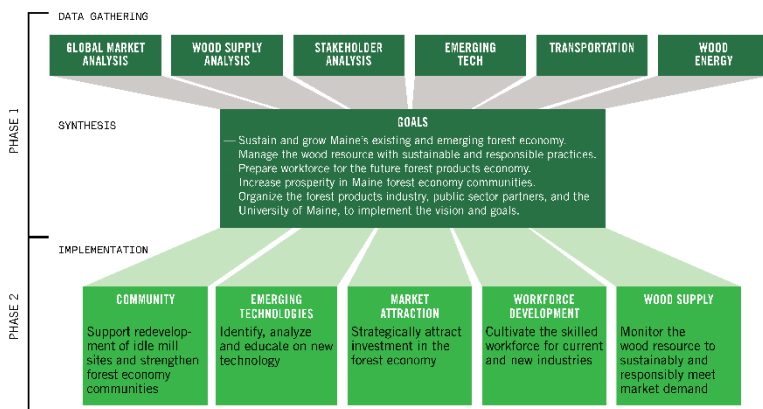 DATA GATHERING
GLOBAL MARKET
ANALYSIS
WOOD SUPPLY
ANALYSIS
STAKEHOLDER
ANALYSIS
EMERGING
TECH
TRANSPORTATION
WOOD
ENERGY
PHASE 1
SYNTHESIS
GOALS
— Sustain and grow Maine's existing and emerging forest economy.
Manage the wood resource with sustainable and responsible practices.
Prepare workforce for the future forest products economy.
Increase prosperity in Maine forest economy communities.
Organize the forest products industry, public sector partners, and the
University of Maine, to implement the vision and goals.
IMPLEMENTATION
PHASE 2
COMMUNITY
Support redevelop-
ment of idle mill
sites and strengthen
forest economy
communities
EMERGING
TECHNOLOGIES
Identify, analyze
and educate on new
technology
MARKET
ATTRACTION
Strategically attract
investment in the
forest economy
WORKFORCE
DEVELOPMENT
Cultivate the skilled
workforce for current
and new industries
WOOD SUPPLY
Monitor the
wood resource to
sustainably and
responsibly meet
market demand